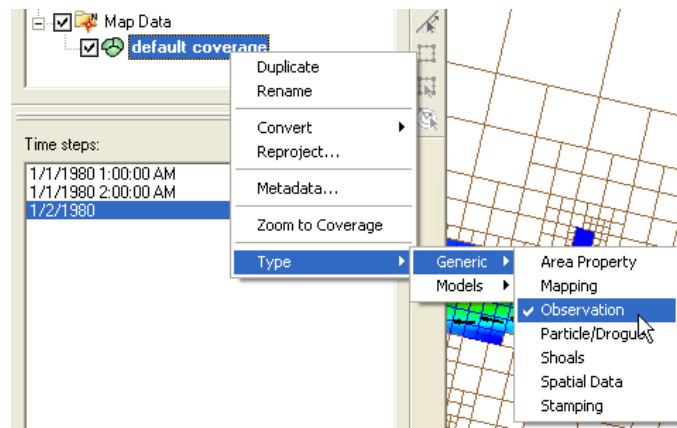 Map Data
default coverage
Duplicate
Rename
Convert
Reproject...
Metadata...
Zoom to Coverage
Type
Time steps:
1/1/1980 1:00:00 AM
1/1/1980 2:00:00 AM
1/2/1980
Generic
Models
Area Property
Mapping
Observation
Particle/Drogue
Shoals
Spatial Data
Stamping